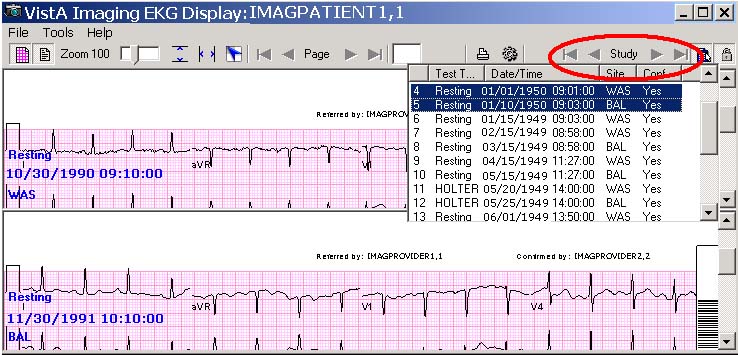 VistA Imaging EKG Display: IMAGPATIENT1,1
File Tools Help
Zoom 100 Page Study
Test T... Date/Time Site Conf
4 Resting 01/01/1950 09:01:00 WAS Yes
5 Resting 01/10/1950 09:03:00 BAL Yes
6 Resting 01/15/1949 09:03:00 WAS Yes
7 Resting 02/15/1949 08:58:00 WAS Yes
8 Resting 03/15/1949 08:58:00 BAL Yes
9 Resting 04/15/1949 11:27:00 WAS Yes
10 Resting 05/15/1949 11:27:00 BAL Yes
11 HOLTER 05/20/1949 14:00:00 WAS Yes
12 HOLTER 05/25/1949 14:00:00 BAL Yes
13 Resting 06/01/1949 13:50:00 WAS Yes
Referred by: IMAGPRO
Resting
aVR V1
10/30/1990 09:10:00
WAS
Referred by: IMAGPROVIDER1,1 Confirmed by: IMAGPROVIDER2,2
Resting
aVR V1 V4
11/30/1991 10:10:00
BAL